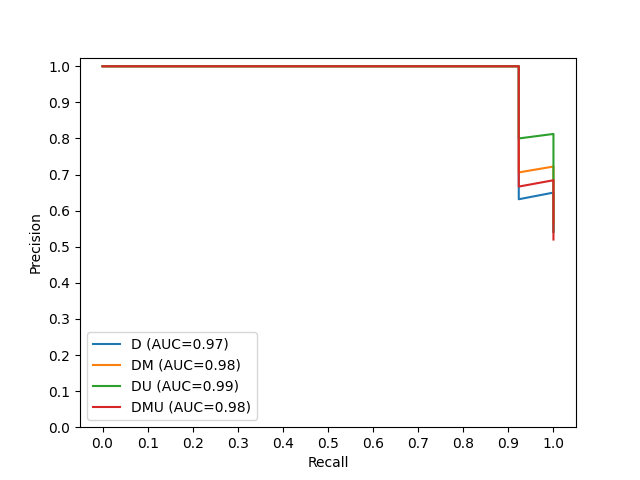 1.0
0.9
0.8
0.7
0.6
0.5
0.4
0.3
0.2
0.1
0.0
Precision
D (AUC=0.97)
DM (AUC=0.98)
DU (AUC=0.99)
DMU (AUC=0.98)
0.0 0.1 0.2 0.3 0.4 0.5 0.6 0.7 0.8 0.9 1.0
Recall